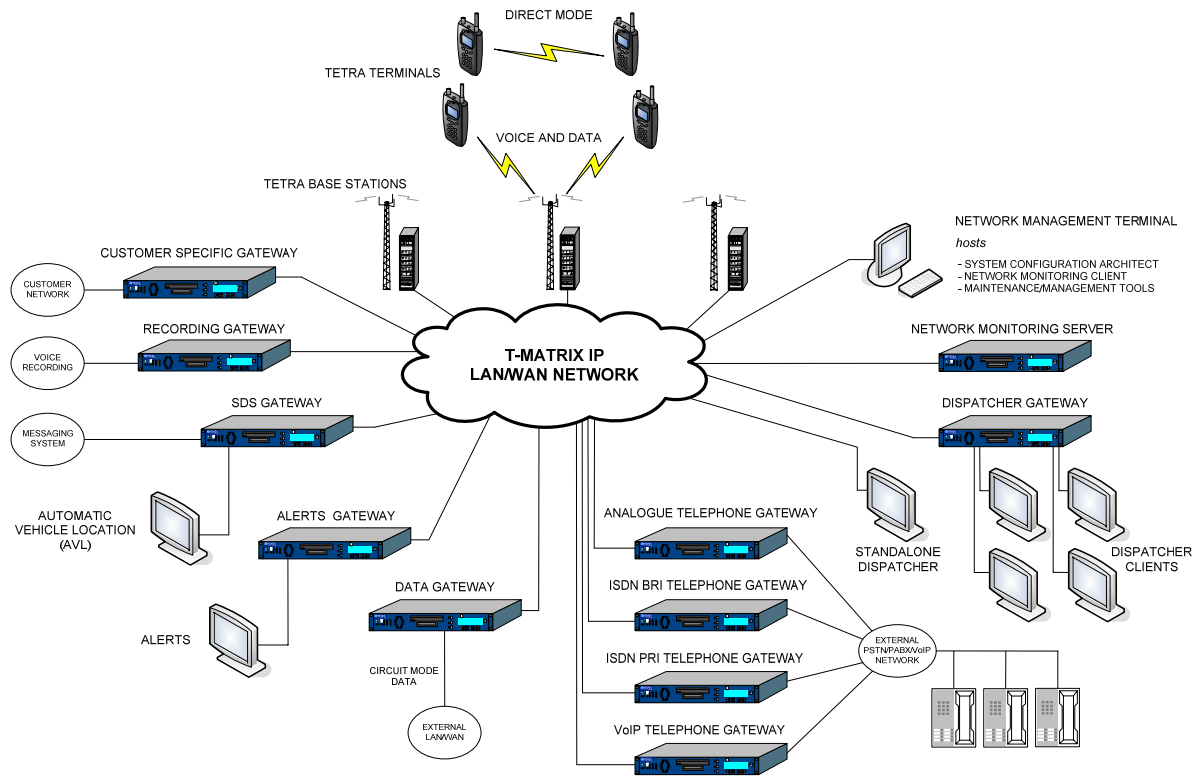 DIRECT MODE
TETRA TERMINALS
VOICE AND DATA
TETRA BASE STATIONS
NETWORK MANAGEMENT TERMINAL
hosts
- SYSTEM CONFIGURATION ARCHITECT
- NETWORK MONITORING CLIENT
- MAINTENANCE/MANAGEMENT TOOLS
CUSTOMER SPECIFIC GATEWAY
CUSTOMER
NETWORK
RECORDING GATEWAY
VOICE
RECORDING
T-MATRIX IP
LAN/WAN NETWORK
NETWORK MONITORING SERVER
SDS GATEWAY
MESSAGING
SYSTEM
DISPATCHER GATEWAY
AUTOMATIC
VEHICLE LOCATION
(AVL)
ALERTS GATEWAY
ANALOGUE TELEPHONE GATEWAY
STANDALONE
DISPATCHER
DISPATCHER
CLIENTS
DATA GATEWAY
ISDN BRI TELEPHONE GATEWAY
ALERTS
CIRCUIT MODE
DATA
ISDN PRI TELEPHONE GATEWAY
EXTERNAL
PSTN/PABX/VoIP
NETWORK
EXTERNAL
LAN/WAN
VoIP TELEPHONE GATEWAY